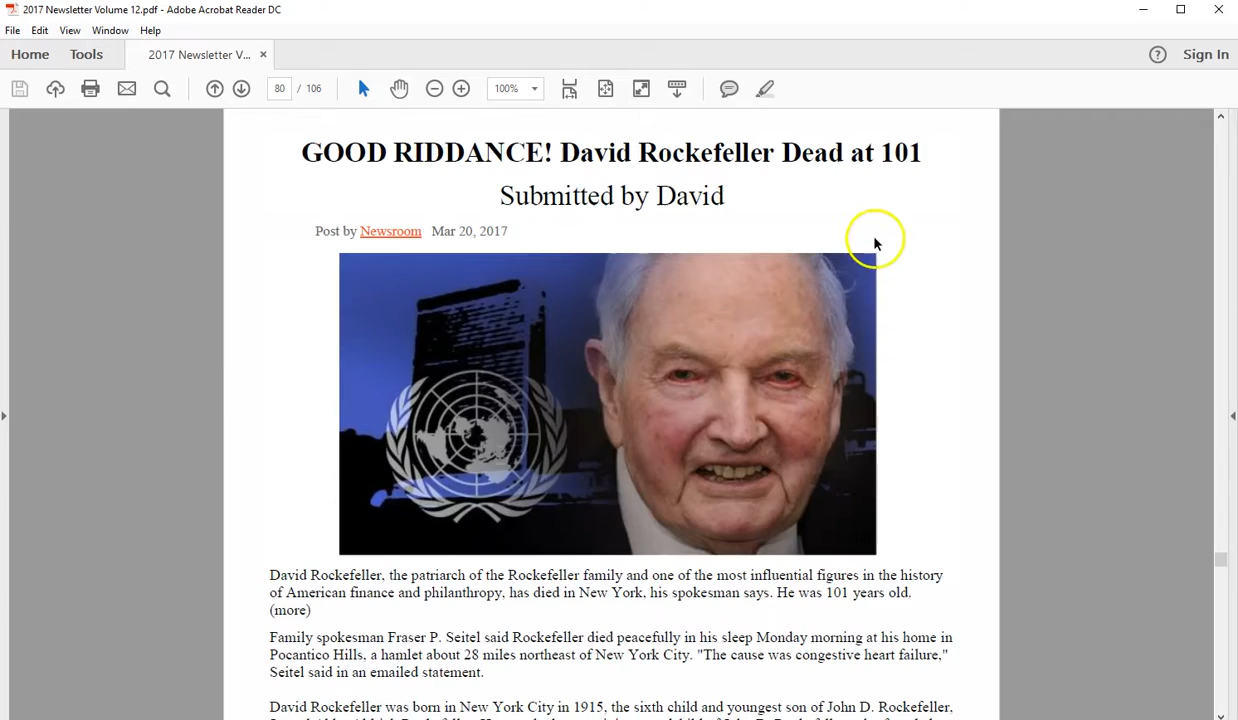 2017 Newsletter Volume 12.pdf - Adobe Acrobat Reader DC
File Edit View Window Help
Home Tools 2017 Newsletter V... × ? Sign In
80 / 106 100%
GOOD RIDDANCE! David Rockefeller Dead at 101
Submitted by David
Post by Newsroom Mar 20, 2017
David Rockefeller, the patriarch of the Rockefeller family and one of the most influential figures in the history
of American finance and philanthropy, has died in New York, his spokesman says. He was 101 years old.
(more)
Family spokesman Fraser P. Seitel said Rockefeller died peacefully in his sleep Monday morning at his home in
Pocantico Hills, a hamlet about 28 miles northeast of New York City. "The cause was congestive heart failure,"
Seitel said in an emailed statement.
David Rockefeller was born in New York City in 1915, the sixth child and youngest son of John D. Rockefeller,